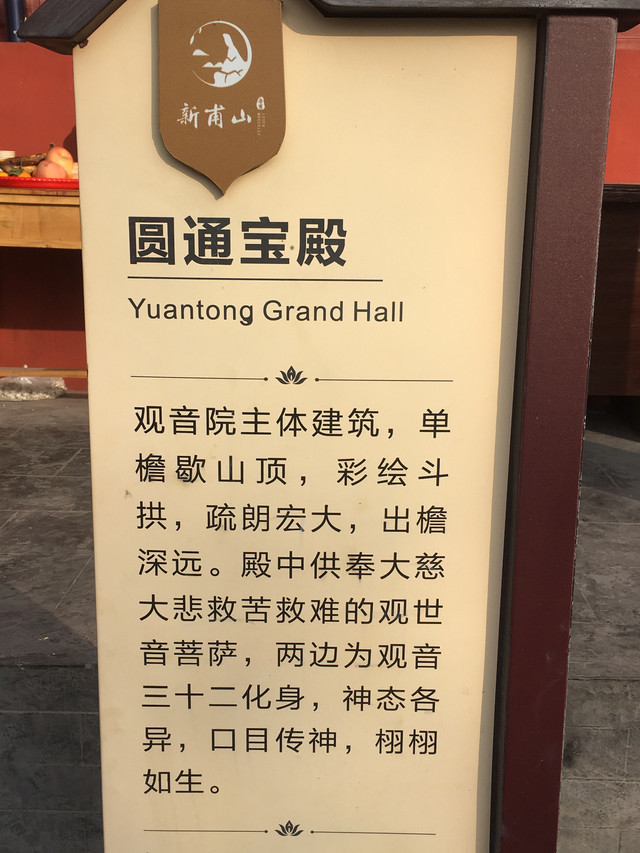 新甫山
圆通宝殿
Yuantong Grand Hall
观音院主体建筑，单
檐歇山顶，彩绘斗
拱，疏朗宏大，出檐
深远。殿中供奉大慈
大悲救苦救难的观世
音菩萨，两边为观音
三十二化身，神态各
异，口目传神，栩栩
如生。